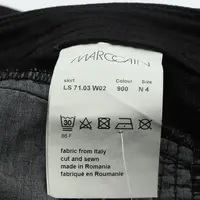 MARCCAIN
skirt Colour Size
LS 71.03 W02 900 N 4
30
86 F
fabric from Italy
cut and sewn
made in Romania
fabriqué en Roumanie